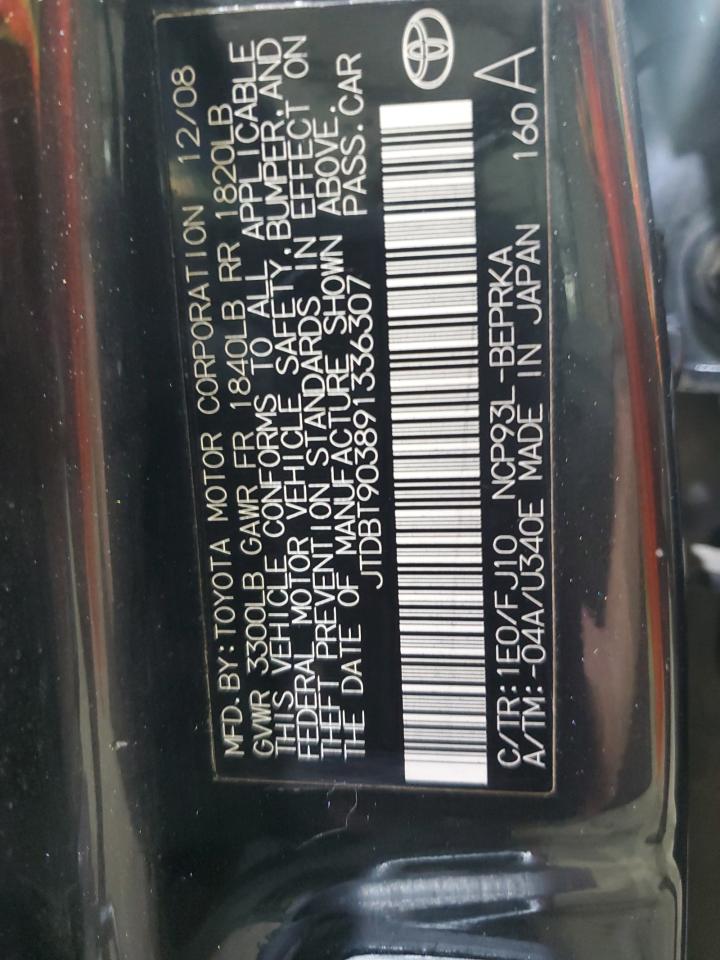 MFD. BY: TOYOTA MOTOR CORPORATION 12/08
GVWR 3300LB GAWR FR 1840LB RR 1820LB
THIS VEHICLE CONFORMS TO ALL APPLICABLE
FEDERAL MOTOR VEHICLE SAFETY, BUMPER, AND
THEFT PREVENTION STANDARDS IN EFFECT ON
THE DATE OF MANUFACTURE SHOWN ABOVE.
JTDBT903891336307 PASS. CAR
C/TR: 1E0/FJ10 NCP93L-BEPRKA
A/TM: -04A/U340E MADE IN JAPAN 160 A